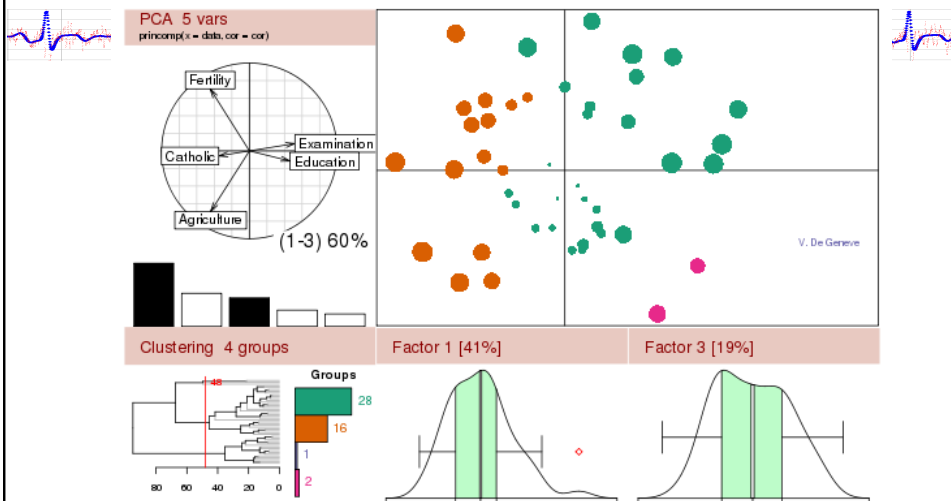 PCA 5 vars
princomp(x = data, cor = cor)
Fertility
Examination
Catholic
Education
Agriculture
(1-3) 60%
V. De Geneve
Clustering 4 groups
Factor 1 [41%]
Factor 3 [19%]
Groups
48
28
16
1
2
80 60 40 20 0